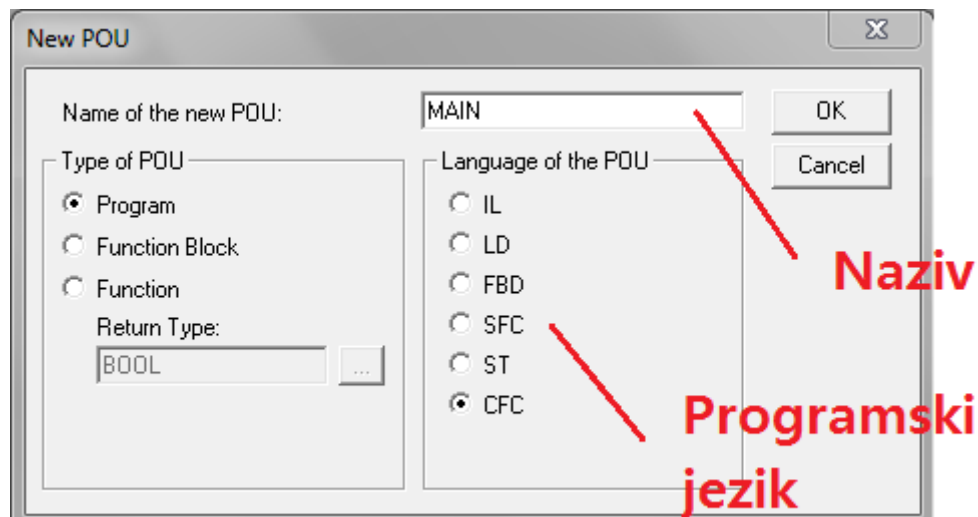 New POU
Name of the new POU:
MAIN
OK
Cancel
Type of POU
Program
Function Block
Function
Return Type:
BOOL
...
Language of the POU
IL
LD
FBD
SFC
ST
CFC
Naziv
Programski
jezik